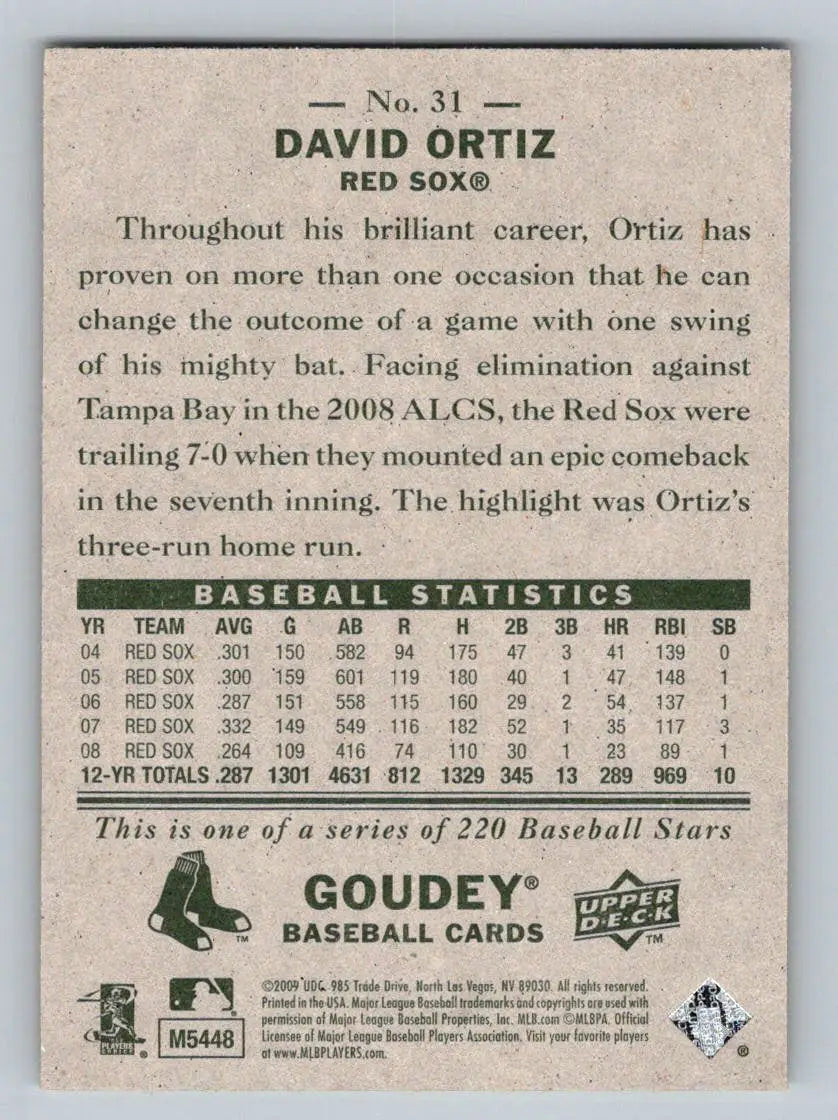 — No. 31 —
DAVID ORTIZ
RED SOX®
Throughout his brilliant career, Ortiz has
proven on more than one occasion that he can
change the outcome of a game with one swing
of his mighty bat. Facing elimination against
Tampa Bay in the 2008 ALCS, the Red Sox were
trailing 7-0 when they mounted an epic comeback
in the seventh inning. The highlight was Ortiz's
three-run home run.
BASEBALL STATISTICS
YR TEAM AVG G AB R H 2B 3B HR RBI SB
04 RED SOX .301 150 582 94 175 47 3 41 139 0
05 RED SOX .300 159 601 119 180 40 1 47 148 1
06 RED SOX .287 151 558 115 160 29 2 54 137 1
07 RED SOX .332 149 549 116 182 52 1 35 117 3
08 RED SOX .264 109 416 74 110 30 1 23 89 1
12-YR TOTALS .287 1301 4631 812 1329 345 13 289 969 10
This is one of a series of 220 Baseball Stars
GOUDEY®
BASEBALL CARDS
TM
UPPER
D·E·C·K
TM
PLAYERS
CHOICE
®
M5448
©2009 UDC. 985 Trade Drive, North Las Vegas, NV 89030. All rights reserved.
Printed in the USA. Major League Baseball trademarks and copyrights are used with
permission of Major League Baseball Properties, Inc. MLB.com ©MLBPA. Official
Licensee of Major League Baseball Players Association. Visit your favorite players
at www.MLBPLAYERS.com.
®